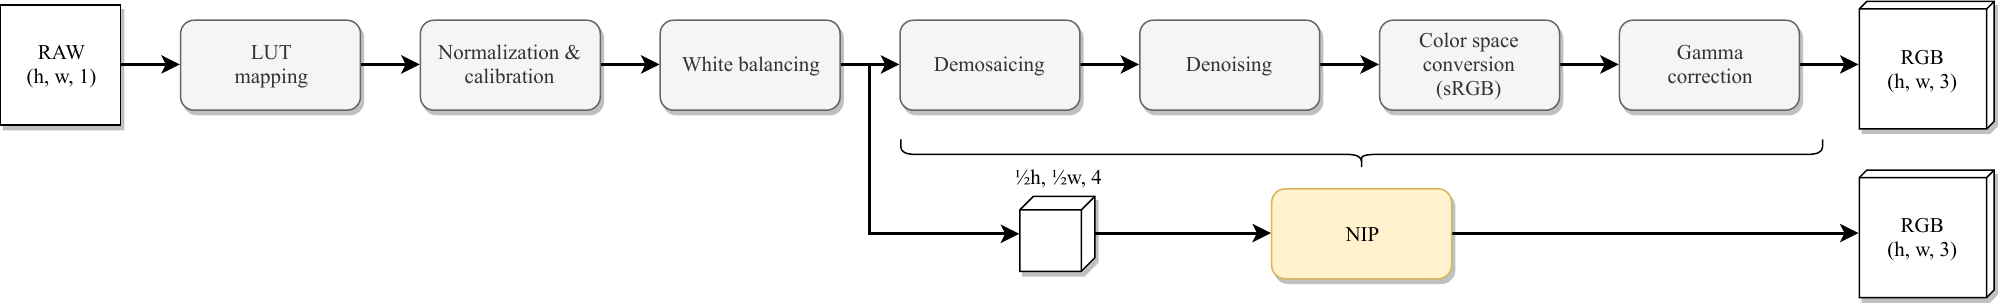 RAW
(h, w, 1)
LUT
mapping
Normalization &
calibration
White balancing
Demosaicing
Denoising
Color space
conversion
(sRGB)
Gamma
correction
RGB
(h, w, 3)
½h, ½w, 4
NIP
RGB
(h, w, 3)